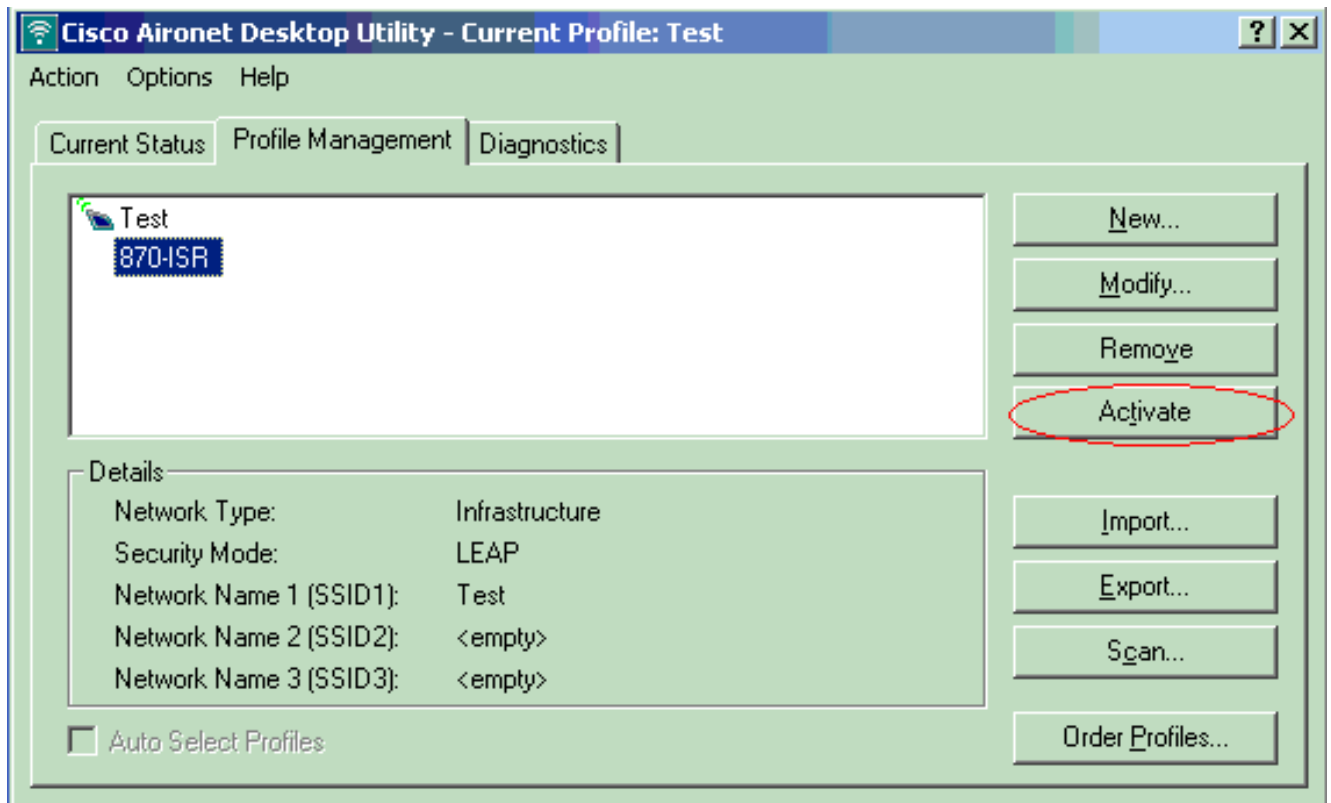 Cisco Aironet Desktop Utility - Current Profile: Test
Action Options Help
Current Status Profile Management Diagnostics
Test
870-ISR
New...
Modify...
Remove
Activate
Details
Network Type: Infrastructure
Security Mode: LEAP
Network Name 1 (SSID1): Test
Network Name 2 (SSID2): <empty>
Network Name 3 (SSID3): <empty>
Import...
Export...
Scan...
Auto Select Profiles
Order Profiles...